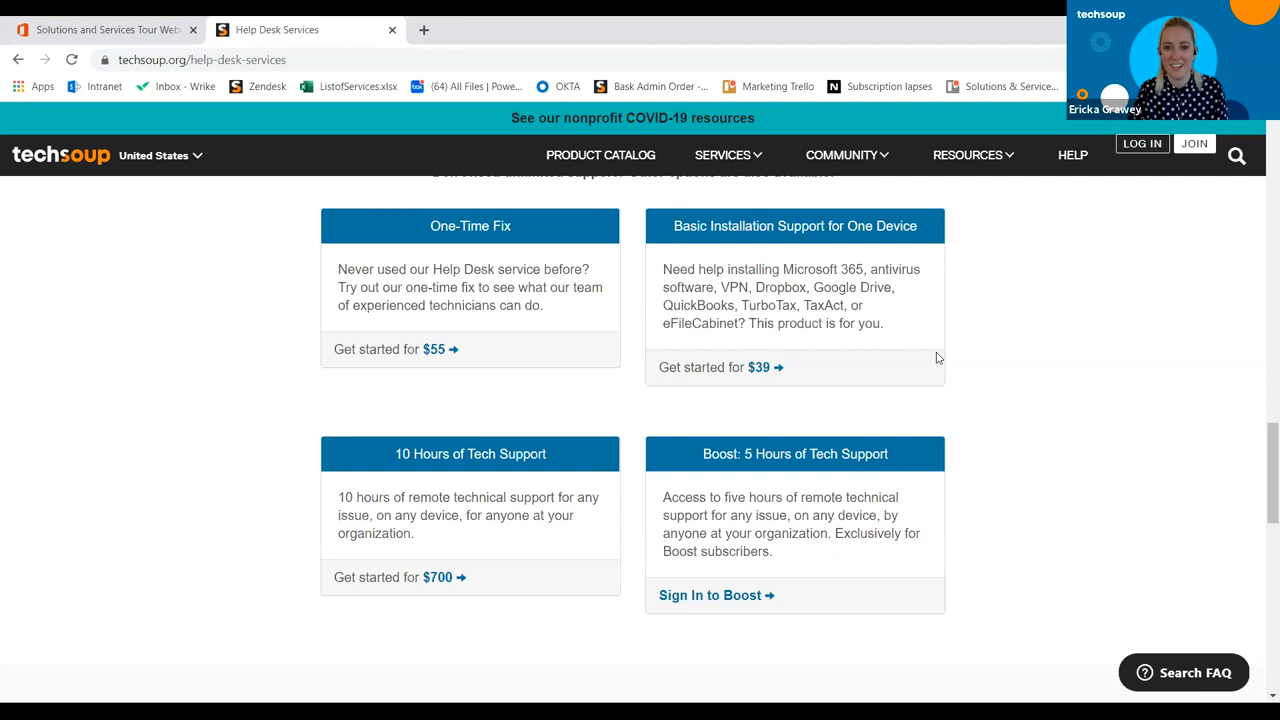 Solutions and Services Tour Web
Help Desk Services
techsoup.org/help-desk-services
Apps
Intranet
Inbox - Wrike
Zendesk
ListofServices.xlsx
(64) All Files | Powe...
OKTA
Bask Admin Order -...
Marketing Trello
Subscription lapses
Solutions & Service...
techsoup
Ericka Grawey
See our nonprofit COVID-19 resources
techsoup
United States
PRODUCT CATALOG
SERVICES
COMMUNITY
RESOURCES
HELP
LOG IN
JOIN
One-Time Fix
Never used our Help Desk service before?
Try out our one-time fix to see what our team
of experienced technicians can do.
Get started for $55
Basic Installation Support for One Device
Need help installing Microsoft 365, antivirus
software, VPN, Dropbox, Google Drive,
QuickBooks, TurboTax, TaxAct, or
eFileCabinet? This product is for you.
Get started for $39
10 Hours of Tech Support
10 hours of remote technical support for any
issue, on any device, for anyone at your
organization.
Get started for $700
Boost: 5 Hours of Tech Support
Access to five hours of remote technical
support for any issue, on any device, by
anyone at your organization. Exclusively for
Boost subscribers.
Sign In to Boost
Search FAQ